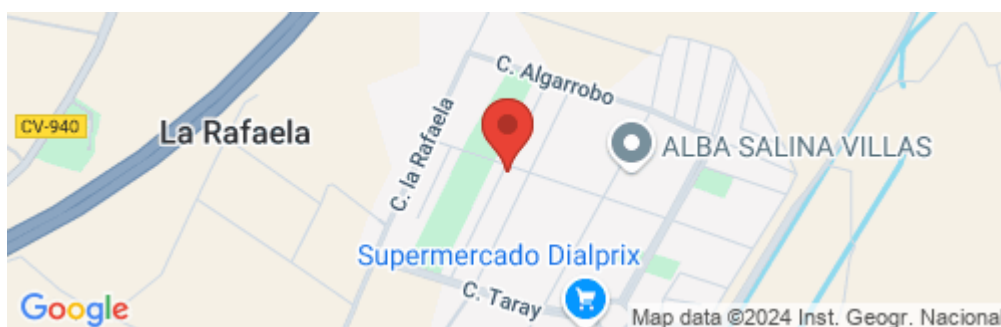 C. Algarrobo
CV-940
La Rafaela
C. la Rafaela
ALBA SALINA VILLAS
Supermercado Dialprix
C. Taray
Google
Map data ©2024 Inst. Geogr. Naciona